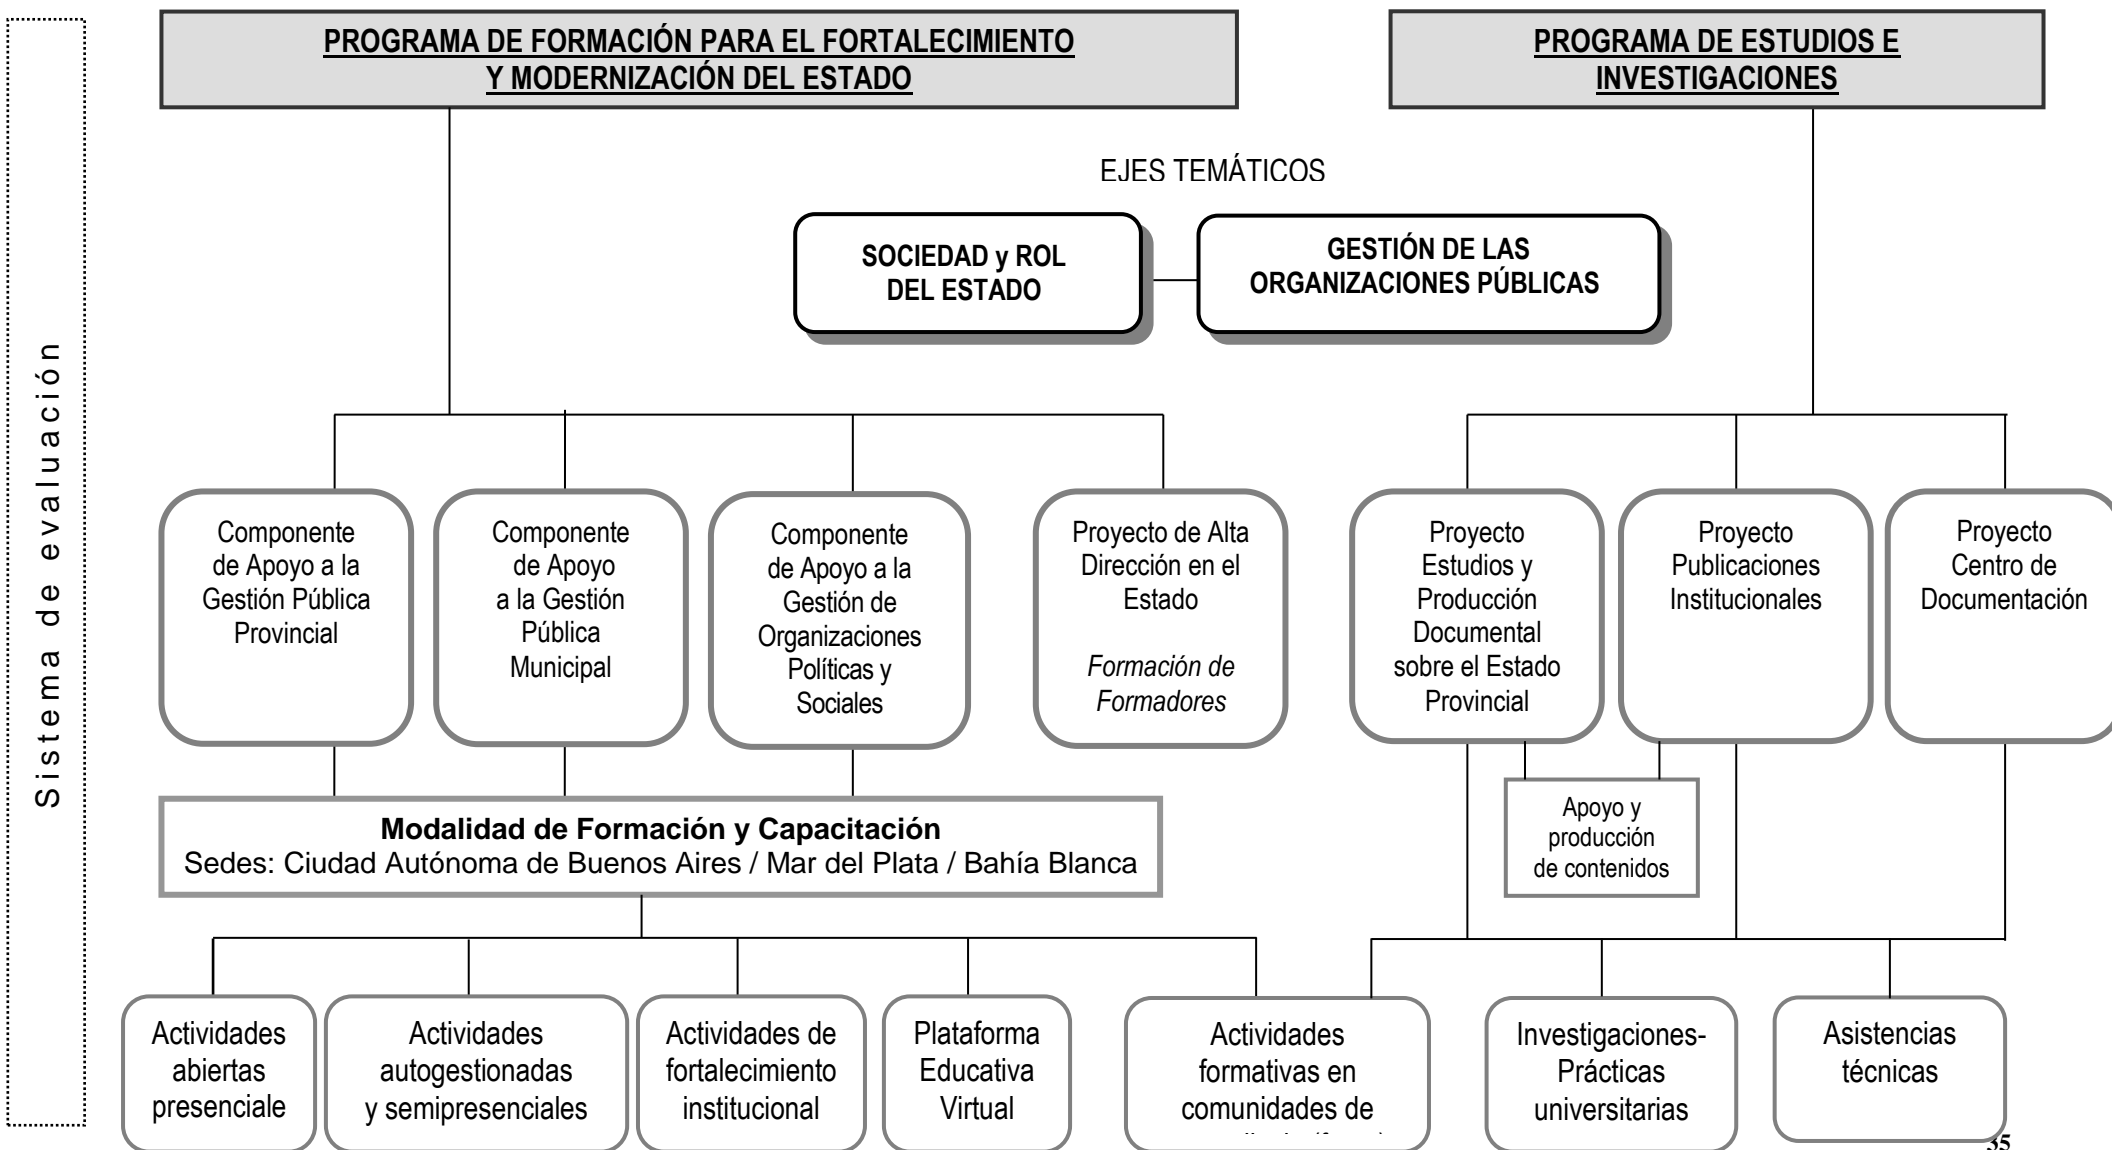 PROGRAMA DE FORMACIÓN PARA EL FORTALECIMIENTO
Y MODERNIZACIÓN DEL ESTADO
PROGRAMA DE ESTUDIOS E
INVESTIGACIONES
EJES TEMÁTICOS
SOCIEDAD y ROL
DEL ESTADO
GESTIÓN DE LAS
ORGANIZACIONES PÚBLICAS
Sistema de evaluación
Componente
de Apoyo a la
Gestión Pública
Provincial
Componente
de Apoyo
a la Gestión
Pública
Municipal
Componente
de Apoyo a la
Gestión de
Organizaciones
Políticas y
Sociales
Proyecto de Alta
Dirección en el
Estado
Formación de
Formadores
Proyecto
Estudios y
Producción
Documental
sobre el Estado
Provincial
Proyecto
Publicaciones
Institucionales
Proyecto
Centro de
Documentación
Modalidad de Formación y Capacitación
Sedes: Ciudad Autónoma de Buenos Aires / Mar del Plata / Bahía Blanca
Apoyo y
producción
de contenidos
Actividades
abiertas
presenciale
Actividades
autogestionadas
y semipresenciales
Actividades de
fortalecimiento
institucional
Plataforma
Educativa
Virtual
Actividades
formativas en
comunidades de
Investigaciones-
Prácticas
universitarias
Asistencias
técnicas